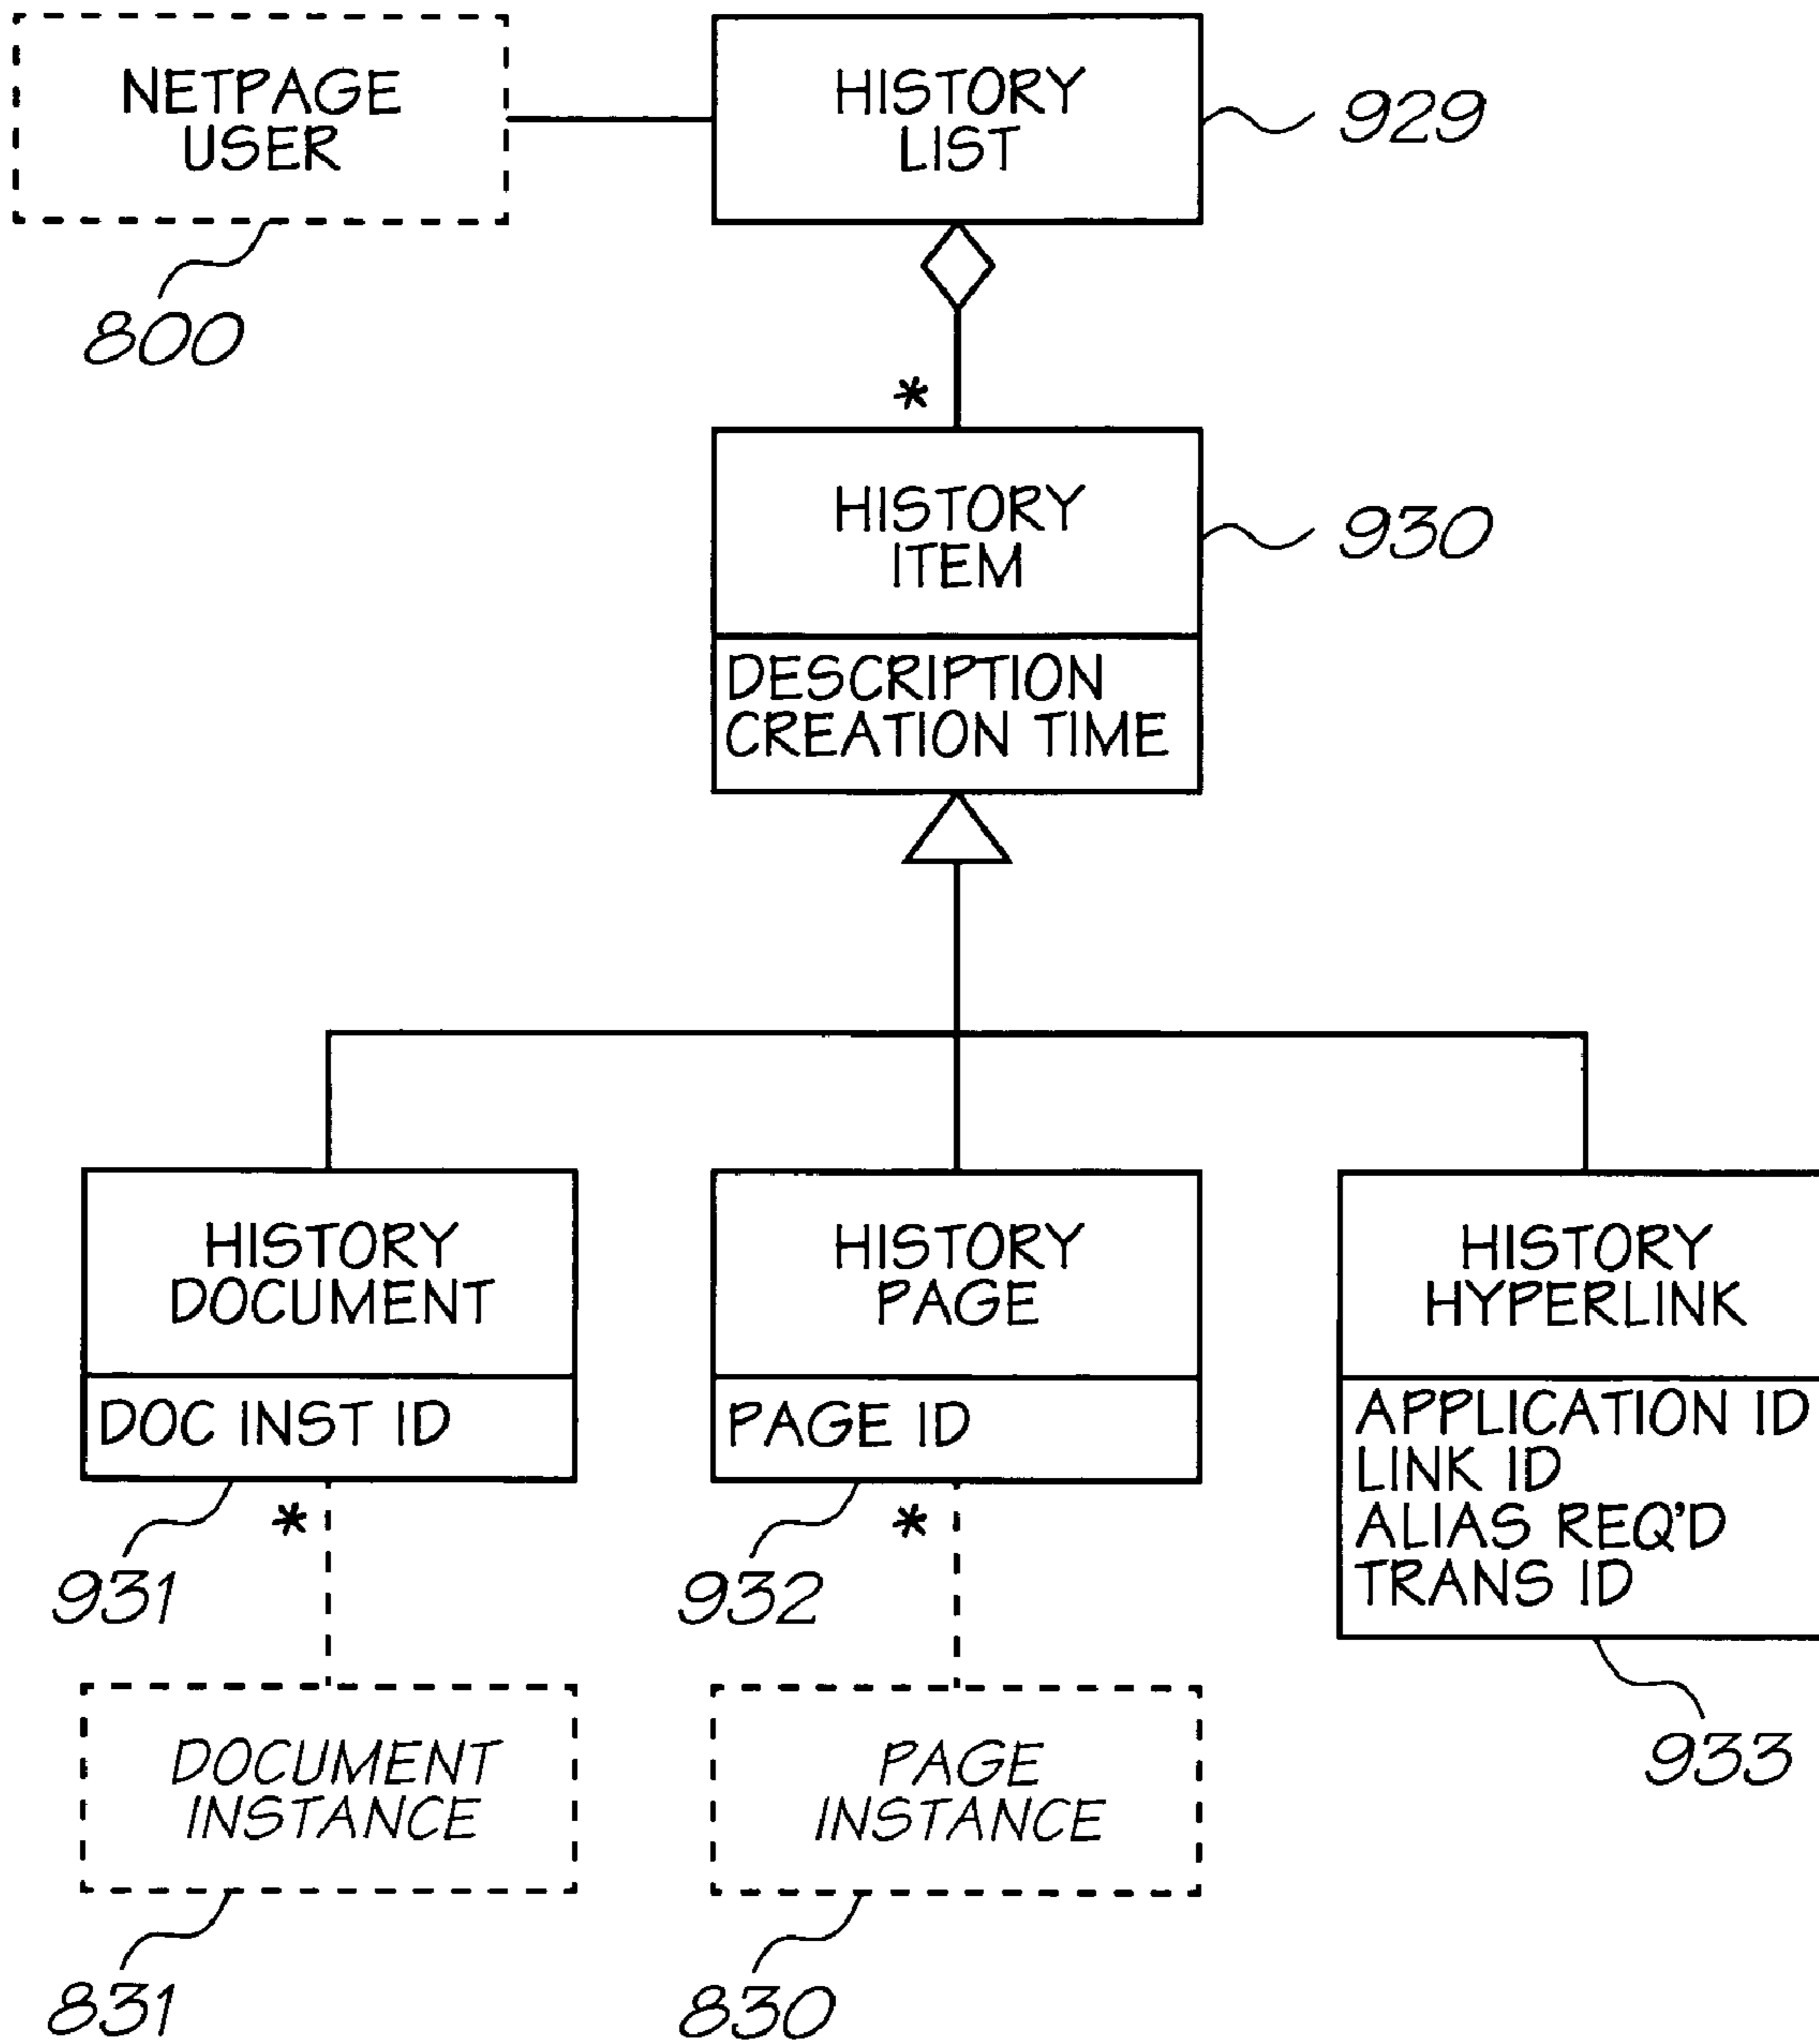 NETPAGE
USER
800
HISTORY
LIST
929
*
HISTORY
ITEM
930
DESCRIPTION
CREATION TIME
HISTORY
DOCUMENT
DOC INST ID
931
*
HISTORY
PAGE
PAGE ID
932
*
HISTORY
HYPERLINK
APPLICATION ID
LINK ID
ALIAS REQ'D
TRANS ID
933
DOCUMENT
INSTANCE
831
PAGE
INSTANCE
830